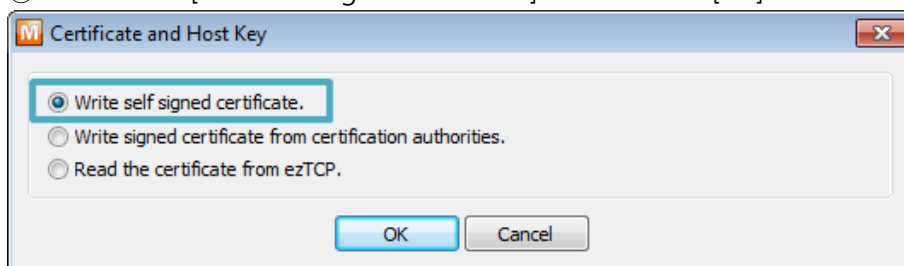 Certificate and Host Key
Write self signed certificate.
Write signed certificate from certification authorities.
Read the certificate from ezTCP.
OK Cancel